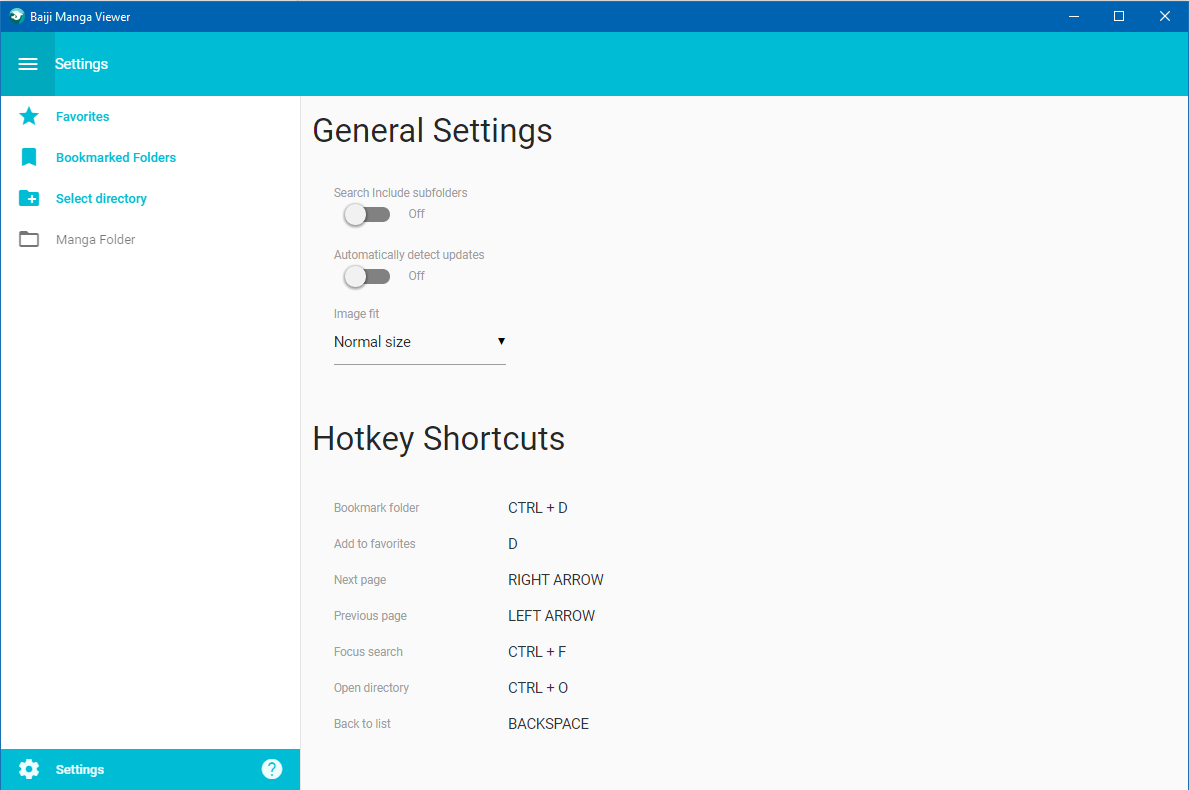 Baiji Manga Viewer
Settings
Favorites
Bookmarked Folders
Select directory
Manga Folder
General Settings
Search Include subfolders
Off
Automatically detect updates
Off
Image fit
Normal size
Hotkey Shortcuts
Bookmark folder CTRL + D
Add to favorites D
Next page RIGHT ARROW
Previous page LEFT ARROW
Focus search CTRL + F
Open directory CTRL + O
Back to list BACKSPACE
Settings ?